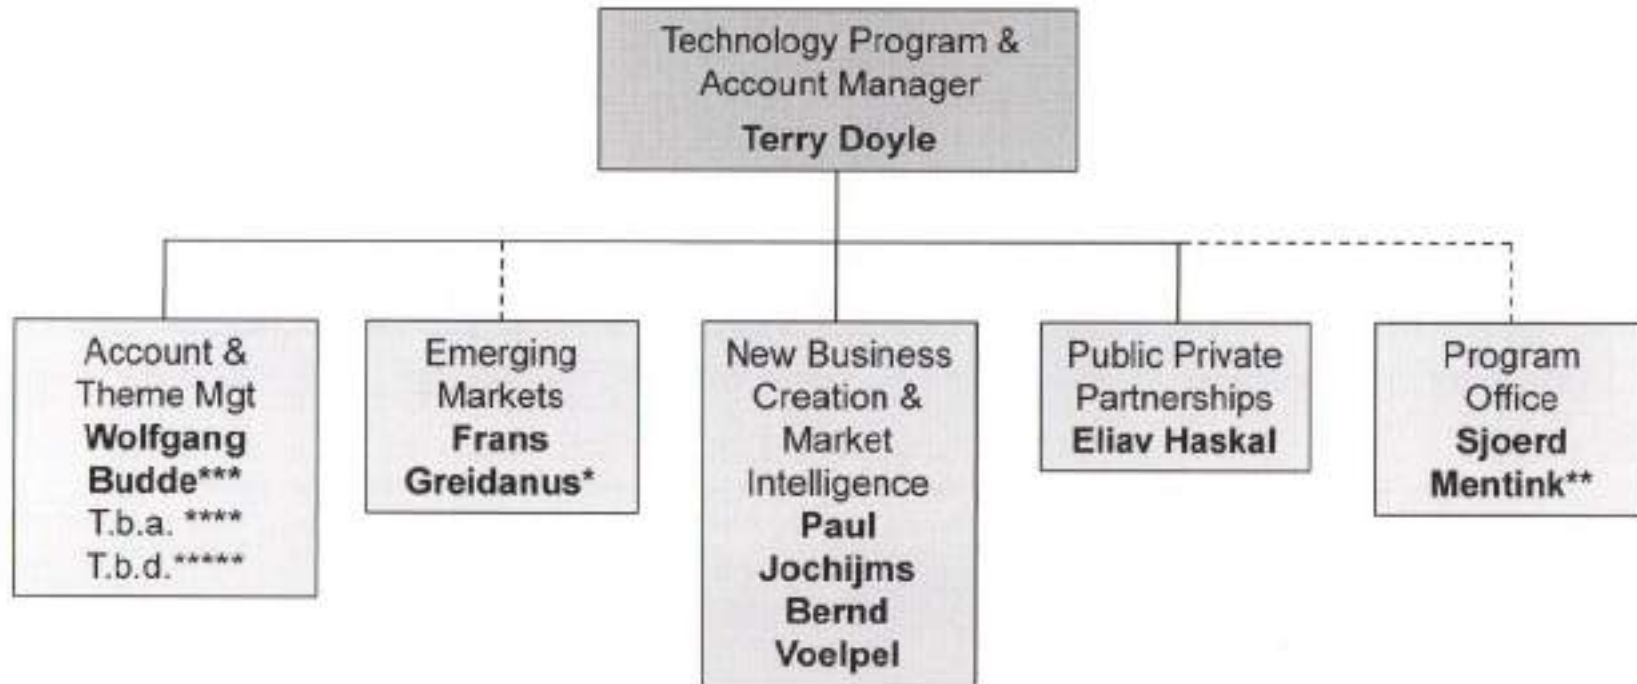 Technology Program &
Account Manager
Terry Doyle
Account &
Theme Mgt
Wolfgang
Budde***
T.b.a. ****
T.b.d.*****
Emerging
Markets
Frans
Greidanus*
New Business
Creation &
Market
Intelligence
Paul
Jochijms
Bernd
Voelpel
Public Private
Partnerships
Eliav Haskal
Program
Office
Sjoerd
Mentink**